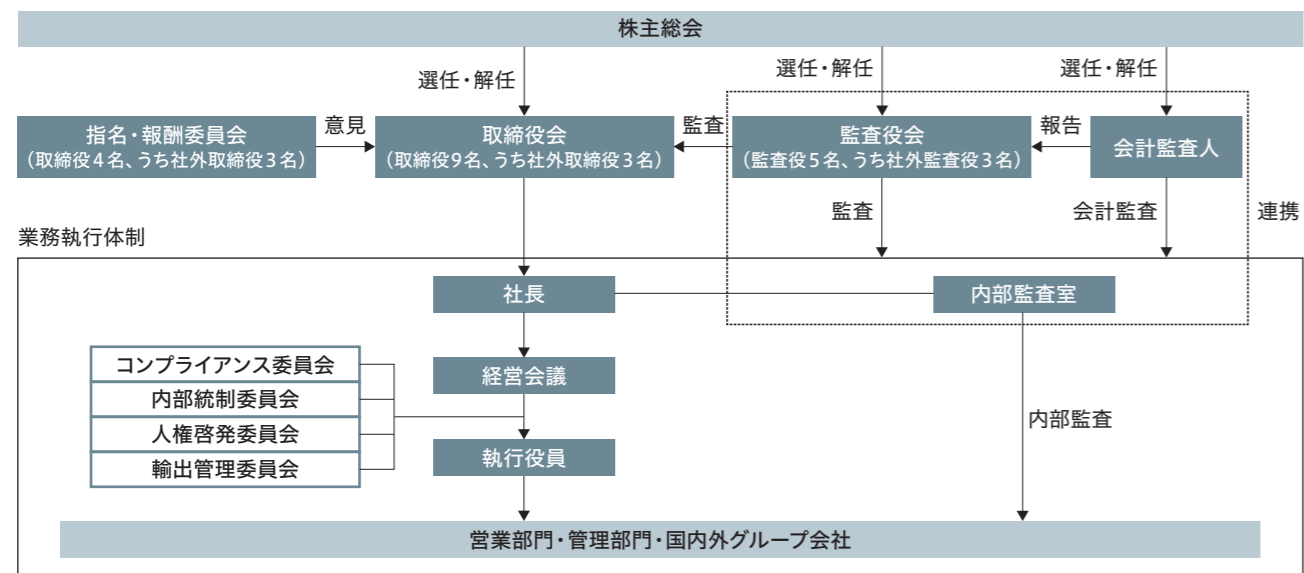 株主総会
選任・解任
選任・解任
選任・解任
指名・報酬委員会
（取締役4名、うち社外取締役3名）
意見
取締役会
（取締役9名、うち社外取締役3名）
監査
監査役会
（監査役5名、うち社外監査役3名）
報告
会計監査人
監査
会計監査
連携
業務執行体制
社長
内部監査室
コンプライアンス委員会
内部統制委員会
人権啓発委員会
輸出管理委員会
経営会議
執行役員
内部監査
営業部門・管理部門・国内外グループ会社